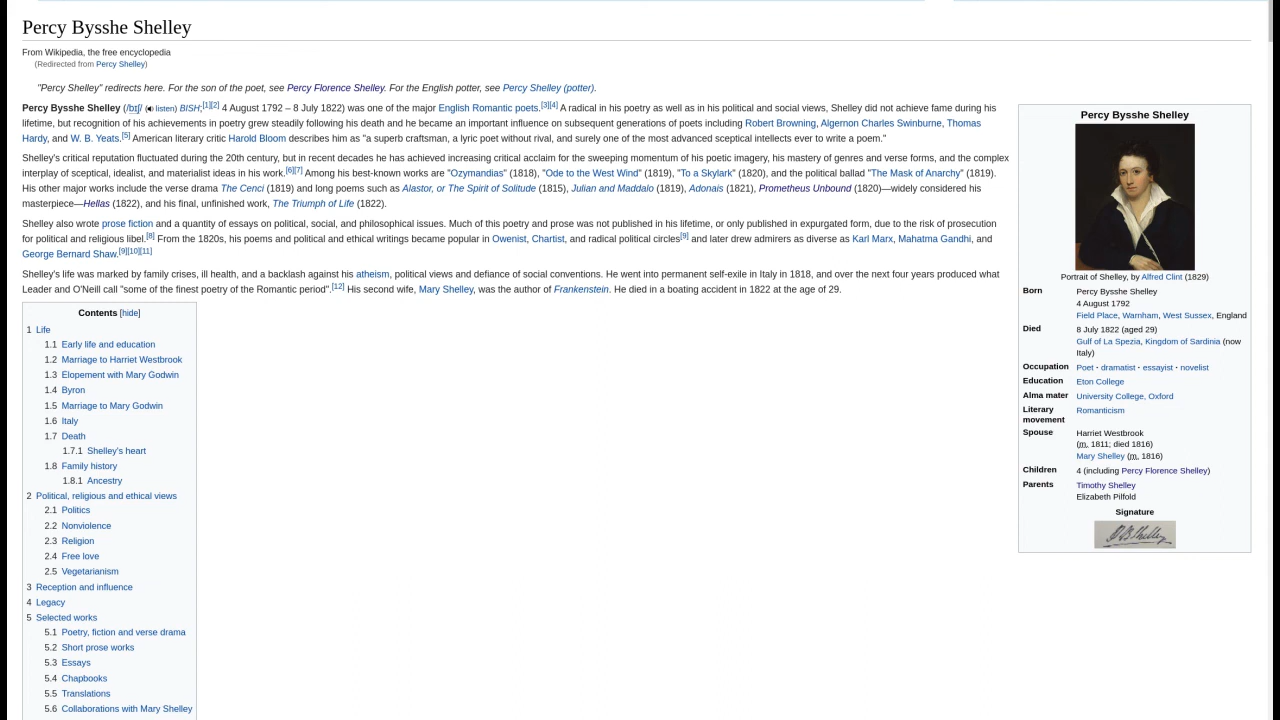 Percy Bysshe Shelley
From Wikipedia, the free encyclopedia
(Redirected from Percy Shelley)
"Percy Shelley" redirects here. For the son of the poet, see Percy Florence Shelley. For the English potter, see Percy Shelley (potter).
Percy Bysshe Shelley (/bɪʃ/ (listen) BISH;[1][2] 4 August 1792 – 8 July 1822) was one of the major English Romantic poets.[3][4] A radical in his poetry as well as in his political and social views, Shelley did not achieve fame during his
lifetime, but recognition of his achievements in poetry grew steadily following his death and he became an important influence on subsequent generations of poets including Robert Browning, Algernon Charles Swinburne, Thomas
Hardy, and W. B. Yeats.[5] American literary critic Harold Bloom describes him as "a superb craftsman, a lyric poet without rival, and surely one of the most advanced sceptical intellects ever to write a poem."
Shelley's critical reputation fluctuated during the 20th century, but in recent decades he has achieved increasing critical acclaim for the sweeping momentum of his poetic imagery, his mastery of genres and verse forms, and the complex
interplay of sceptical, idealist, and materialist ideas in his work.[6][7] Among his best-known works are "Ozymandias" (1818), "Ode to the West Wind" (1819), "To a Skylark" (1820), and the political ballad "The Mask of Anarchy" (1819).
His other major works include the verse drama The Cenci (1819) and long poems such as Alastor, or The Spirit of Solitude (1815), Julian and Maddalo (1819), Adonais (1821), Prometheus Unbound (1820)—widely considered his
masterpiece—Hellas (1822), and his final, unfinished work, The Triumph of Life (1822).
Shelley also wrote prose fiction and a quantity of essays on political, social, and philosophical issues. Much of this poetry and prose was not published in his lifetime, or only published in expurgated form, due to the risk of prosecution
for political and religious libel.[8] From the 1820s, his poems and political and ethical writings became popular in Owenist, Chartist, and radical political circles[9] and later drew admirers as diverse as Karl Marx, Mahatma Gandhi, and
George Bernard Shaw.[9][10][11]
Shelley's life was marked by family crises, ill health, and a backlash against his atheism, political views and defiance of social conventions. He went into permanent self-exile in Italy in 1818, and over the next four years produced what
Leader and O'Neill call "some of the finest poetry of the Romantic period".[12] His second wife, Mary Shelley, was the author of Frankenstein. He died in a boating accident in 1822 at the age of 29.
Contents [hide]
1 Life
1.1 Early life and education
1.2 Marriage to Harriet Westbrook
1.3 Elopement with Mary Godwin
1.4 Byron
1.5 Marriage to Mary Godwin
1.6 Italy
1.7 Death
1.7.1 Shelley's heart
1.8 Family history
1.8.1 Ancestry
2 Political, religious and ethical views
2.1 Politics
2.2 Nonviolence
2.3 Religion
2.4 Free love
2.5 Vegetarianism
3 Reception and influence
4 Legacy
5 Selected works
5.1 Poetry, fiction and verse drama
5.2 Short prose works
5.3 Essays
5.4 Chapbooks
5.5 Translations
5.6 Collaborations with Mary Shelley
Percy Bysshe Shelley
Portrait of Shelley, by Alfred Clint (1829)
Born Percy Bysshe Shelley
4 August 1792
Field Place, Warnham, West Sussex, England
Died 8 July 1822 (aged 29)
Gulf of La Spezia, Kingdom of Sardinia (now
Italy)
Occupation Poet · dramatist · essayist · novelist
Education Eton College
Alma mater University College, Oxford
Literary Romanticism
movement
Spouse Harriet Westbrook
(m. 1811; died 1816)
Mary Shelley (m. 1816)
Children 4 (including Percy Florence Shelley)
Parents Timothy Shelley
Elizabeth Pilfold
Signature
P B Shelley